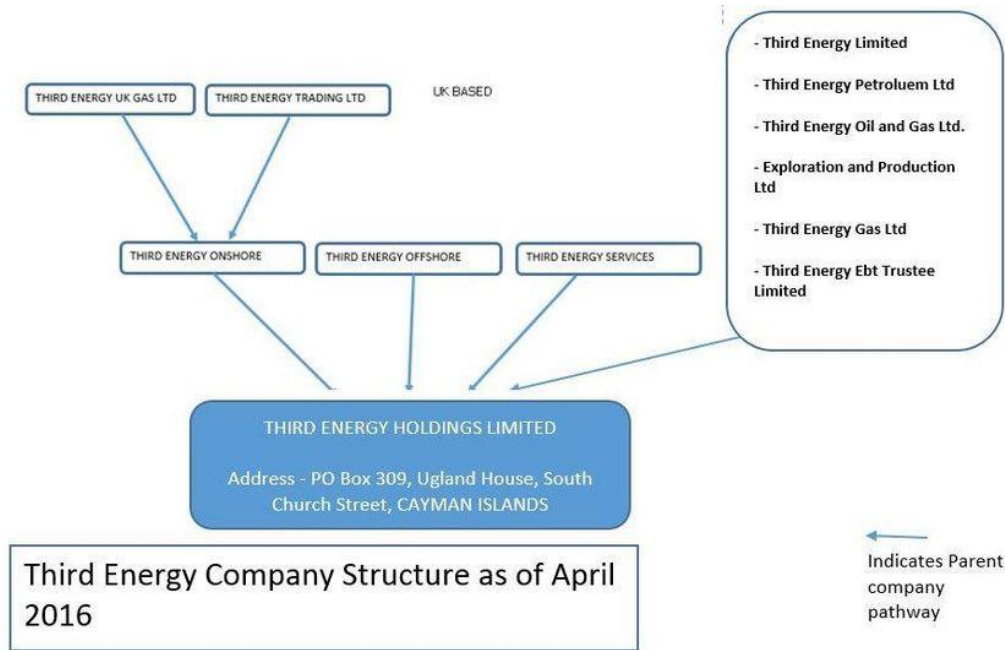 THIRD ENERGY UK GAS LTD
THIRD ENERGY TRADING LTD
UK BASED
- Third Energy Limited
- Third Energy Petroluem Ltd
- Third Energy Oil and Gas Ltd.
- Exploration and Production
Ltd
- Third Energy Gas Ltd
- Third Energy Ebt Trustee
Limited
THIRD ENERGY ONSHORE
THIRD ENERGY OFFSHORE
THIRD ENERGY SERVICES
THIRD ENERGY HOLDINGS LIMITED
Address - PO Box 309, Ugland House, South
Church Street, CAYMAN ISLANDS
Third Energy Company Structure as of April
2016
Indicates Parent
company
pathway